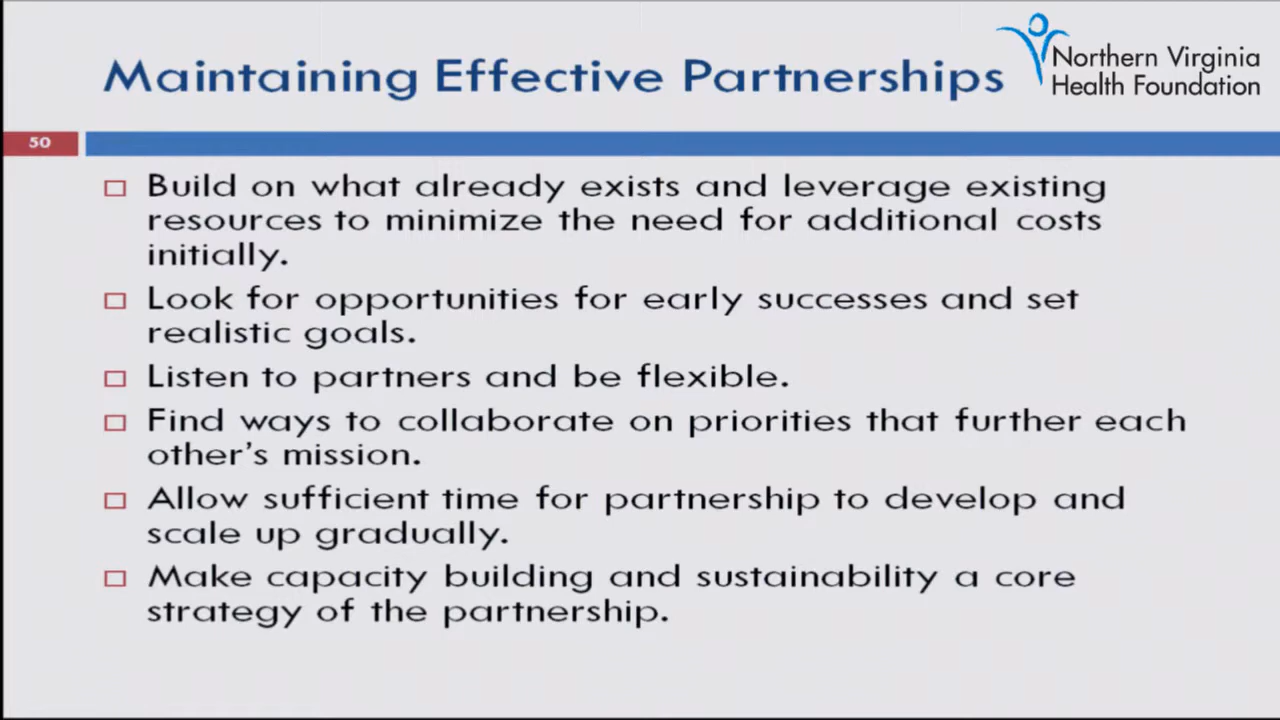 Maintaining Effective Partnerships
Northern Virginia
Health Foundation
50
Build on what already exists and leverage existing
resources to minimize the need for additional costs
initially.
Look for opportunities for early successes and set
realistic goals.
Listen to partners and be flexible.
Find ways to collaborate on priorities that further each
other’s mission.
Allow sufficient time for partnership to develop and
scale up gradually.
Make capacity building and sustainability a core
strategy of the partnership.